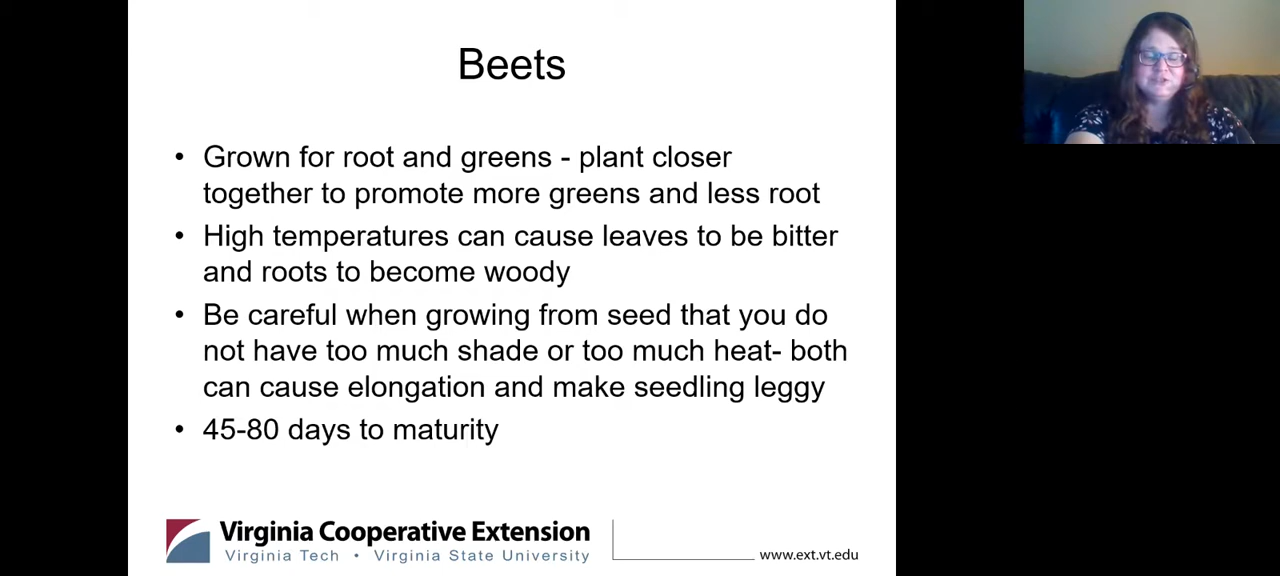 Beets
• Grown for root and greens - plant closer
together to promote more greens and less root
• High temperatures can cause leaves to be bitter
and roots to become woody
• Be careful when growing from seed that you do
not have too much shade or too much heat- both
can cause elongation and make seedling leggy
• 45-80 days to maturity
Virginia Cooperative Extension
Virginia Tech • Virginia State University
www.ext.vt.edu